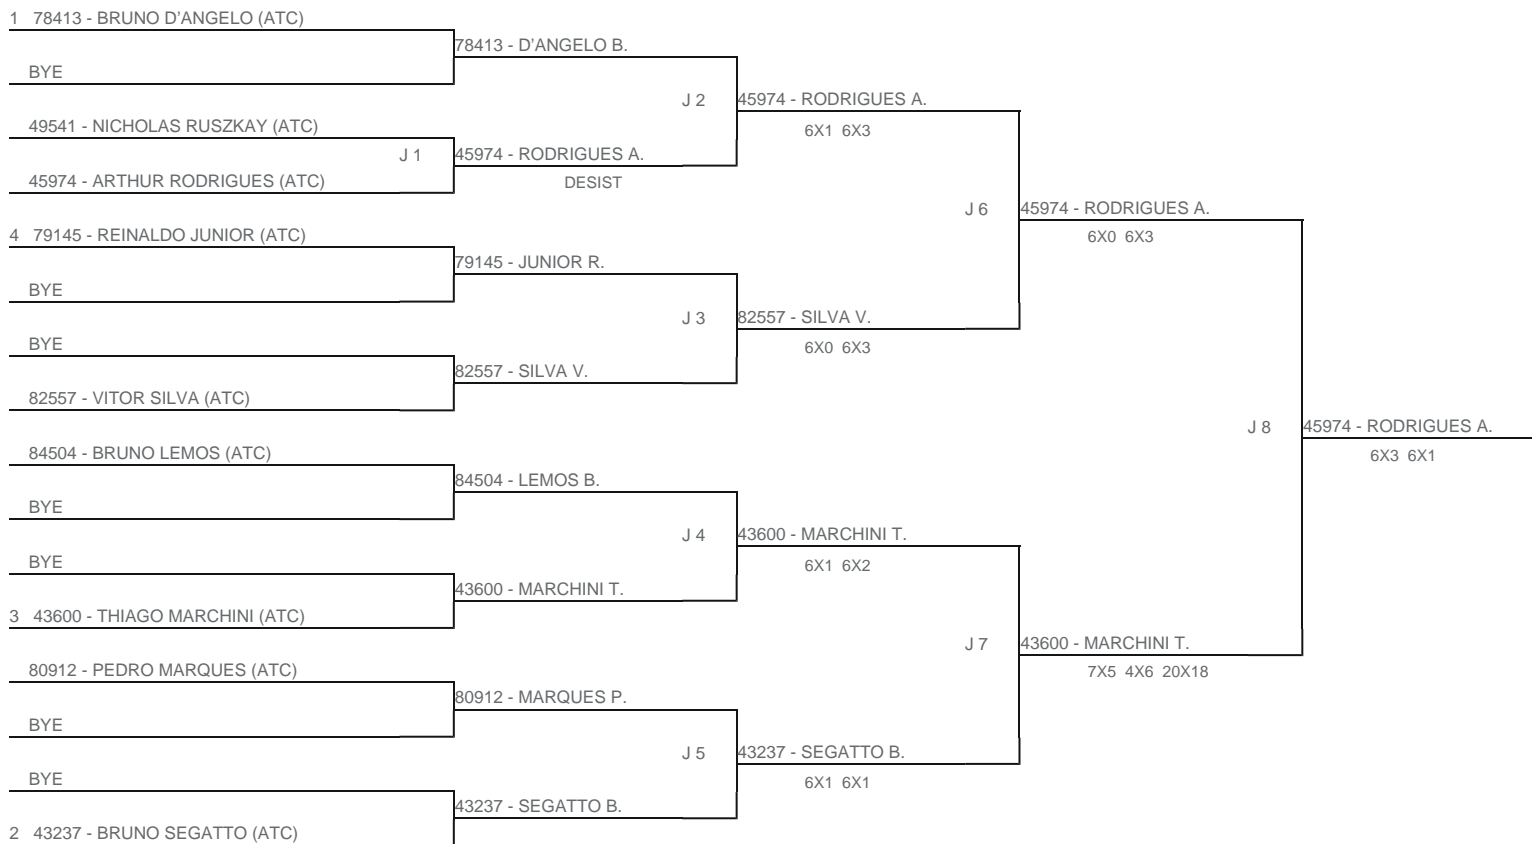 1 78413 - BRUNO D'ANGELO (ATC)
78413 - D'ANGELO B.
BYE
J 2
45974 - RODRIGUES A.
6X1 6X3
49541 - NICHOLAS RUSZKAY (ATC)
J 1
45974 - RODRIGUES A.
DESIST
45974 - ARTHUR RODRIGUES (ATC)
J 6
45974 - RODRIGUES A.
6X0 6X3
4 79145 - REINALDO JUNIOR (ATC)
79145 - JUNIOR R.
BYE
J 3
82557 - SILVA V.
6X0 6X3
BYE
82557 - SILVA V.
82557 - VITOR SILVA (ATC)
J 8
45974 - RODRIGUES A.
6X3 6X1
84504 - BRUNO LEMOS (ATC)
84504 - LEMOS B.
BYE
J 4
43600 - MARCHINI T.
6X1 6X2
BYE
43600 - MARCHINI T.
3 43600 - THIAGO MARCHINI (ATC)
J 7
43600 - MARCHINI T.
7X5 4X6 20X18
80912 - PEDRO MARQUES (ATC)
80912 - MARQUES P.
BYE
J 5
43237 - SEGATTO B.
6X1 6X1
BYE
43237 - SEGATTO B.
2 43237 - BRUNO SEGATTO (ATC)